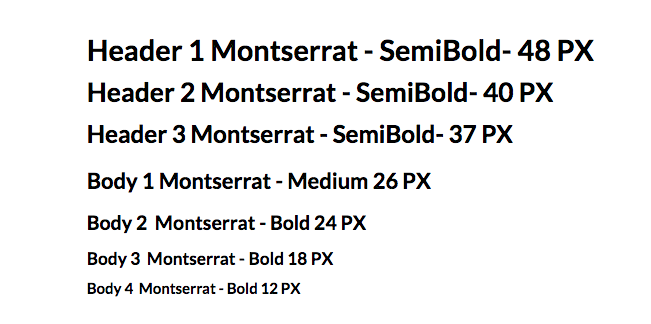 Header 1 Montserrat - SemiBold- 48 PX
Header 2 Montserrat - SemiBold- 40 PX
Header 3 Montserrat - SemiBold- 37 PX
Body 1 Montserrat - Medium 26 PX
Body 2  Montserrat - Bold 24 PX
Body 3  Montserrat - Bold 18 PX
Body 4  Montserrat - Bold 12 PX